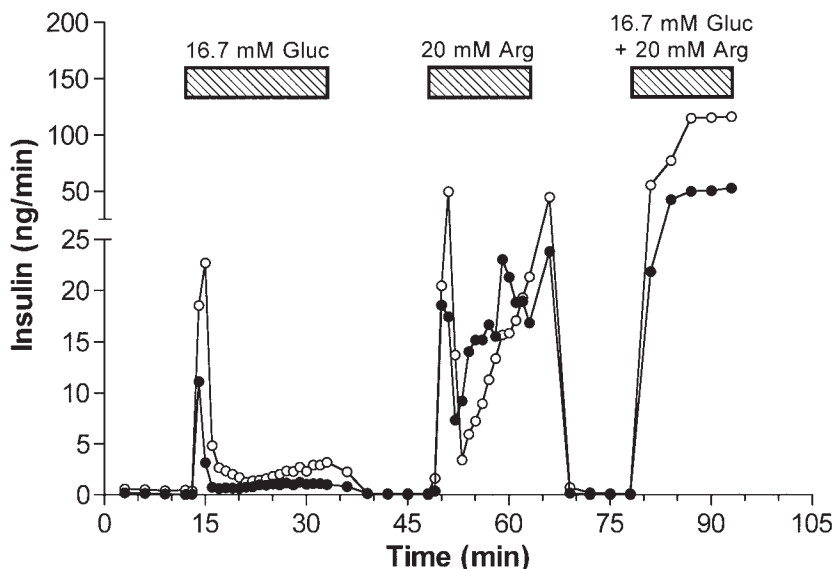 16.7 mM Gluc
20 mM Arg
16.7 mM Gluc
+ 20 mM Arg
200
150
100
50
25
20
15
10
5
0
Insulin (ng/min)
0 15 30 45 60 75 90 105
Time (min)